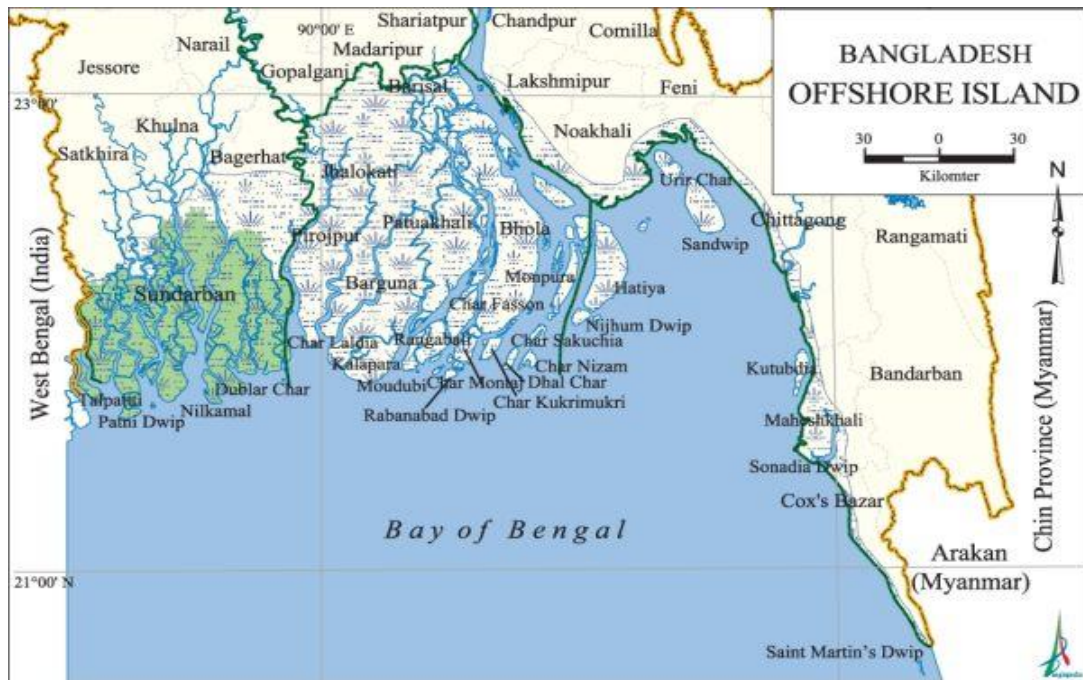 Shariatpur
Chandpur
Comilla
90°00' E
Narail
Madaripur
BANGLADESH
OFFSHORE ISLAND
Jessore
Gopalganj
Lakshmipur
Feni
Barisal
23°00'
30 0 30
Kilomter
N
Khulna
Noakhali
Satkhira
Bagerhat
Jhalokati
Urir Char
Patuakhali
Bhola
Chittagong
Pirojpur
Sandwip
Rangamati
Monpura
Barguna
Hatiya
Sundarban
Char Fasson
Nijhum Dwip
West Bengal (India)
Char Laldia
Rangabali
Char Sakuchia
Kalapara
Char Nizam
Kutubdia
Bandarban
Dublar Char
Moudubi
Char Montaj
Dhal Char
Talpatti
Nilkamal
Char Kukrimukri
Patni Dwip
Rabanabad Dwip
Maheshkhali
Chin Province (Myanmar)
Sonadia Dwip
Cox's Bazar
Bay of Bengal
Arakan
(Myanmar)
21°00' N
Saint Martin's Dwip